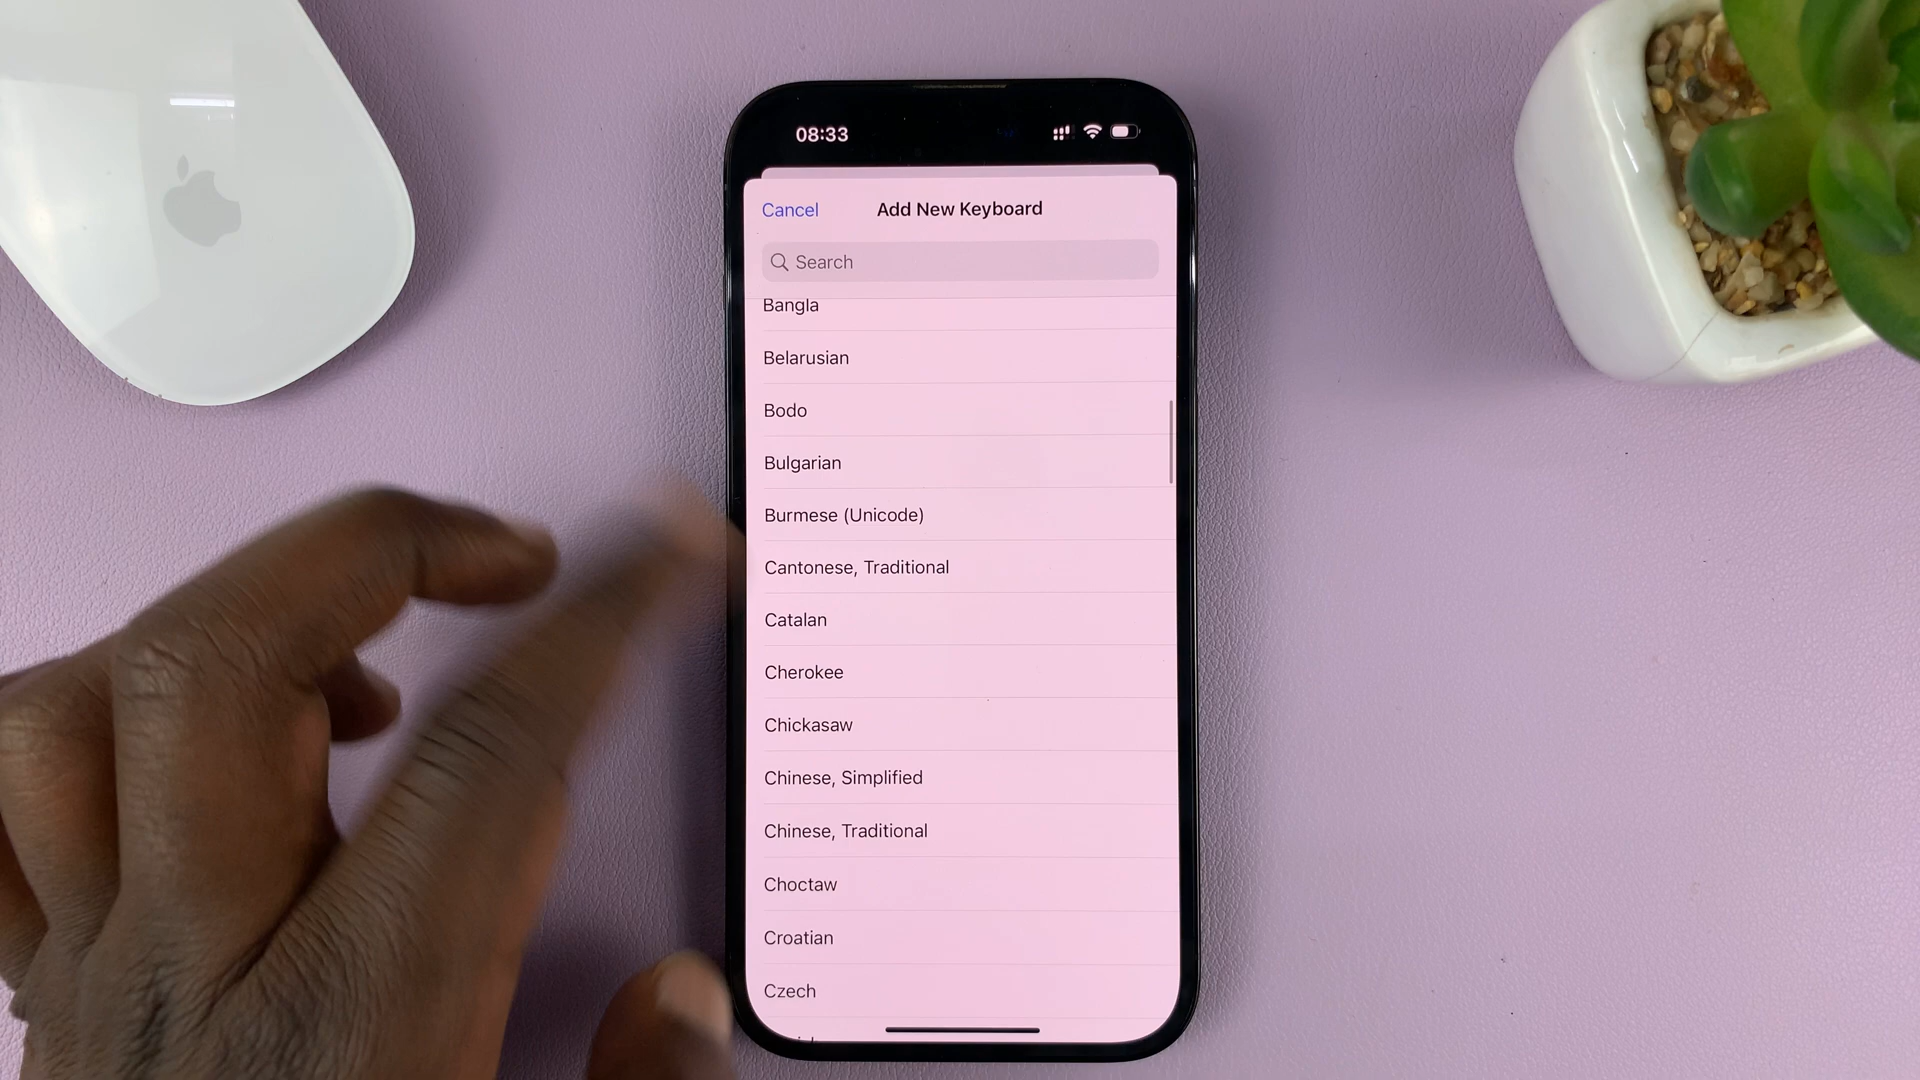 08:33
Cancel
Add New Keyboard
Search
Bangla
Belarusian
Bodo
Bulgarian
Burmese (Unicode)
Cantonese, Traditional
Catalan
Cherokee
Chickasaw
Chinese, Simplified
Chinese, Traditional
Choctaw
Croatian
Czech